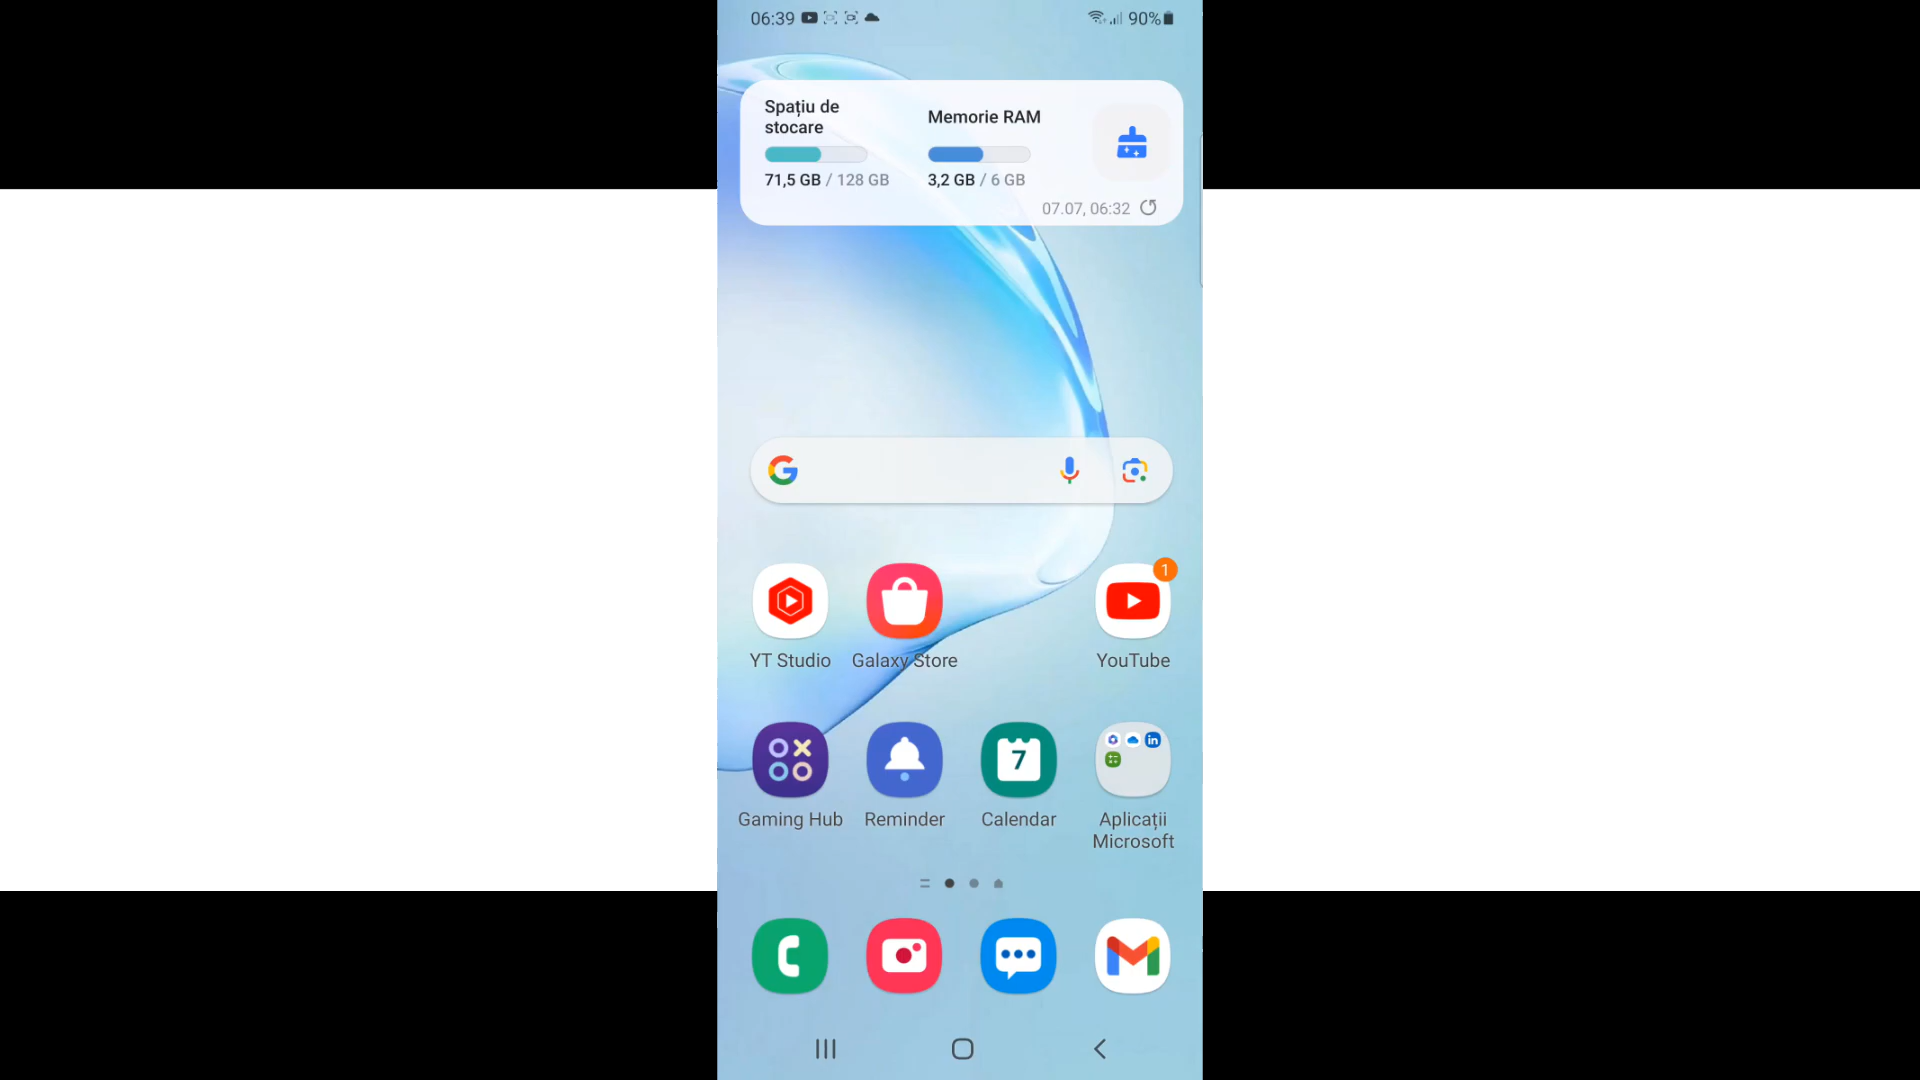 06:39
90%
Spațiu de
stocare
Memorie RAM
71,5 GB / 128 GB
3,2 GB / 6 GB
07.07, 06:32
1
YT Studio
Galaxy Store
YouTube
7
in
Gaming Hub
Reminder
Calendar
Aplicații
Microsoft